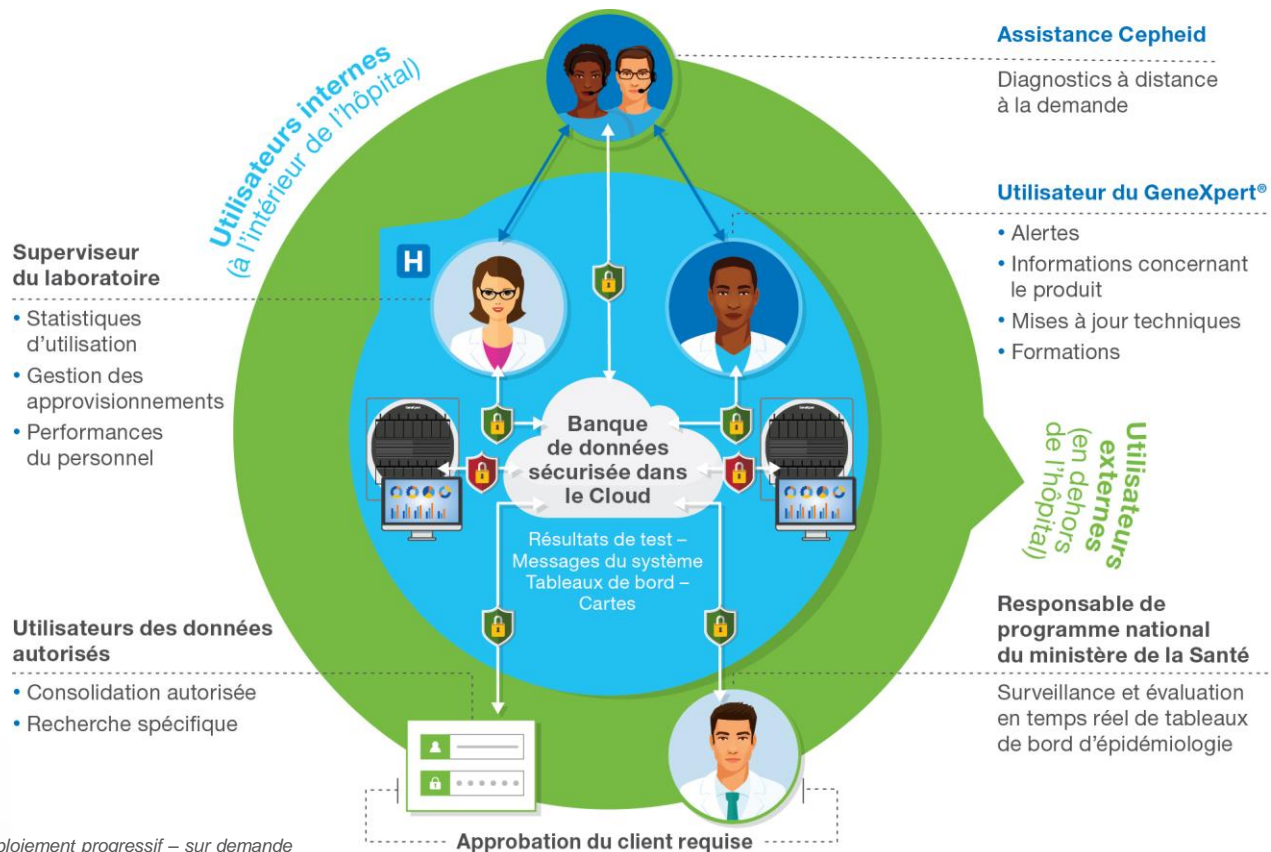 Assistance Cepheid
Diagnostics à distance
à la demande
Utilisateurs internes
(à l'intérieur de l'hôpital)
Utilisateur du GeneXpert®
• Alertes
• Informations concernant
le produit
• Mises à jour techniques
• Formations
H
Superviseur
du laboratoire
• Statistiques
d'utilisation
• Gestion des
approvisionnements
• Performances
du personnel
Banque
de données
sécurisée dans
le Cloud
Résultats de test –
Messages du système
Tableaux de bord –
Cartes
Utilisateurs
externes
(en dehors
de l'hôpital)
Utilisateurs des données
autorisés
• Consolidation autorisée
• Recherche spécifique
Responsable de
programme national
du ministère de la Santé
Surveillance et évaluation
en temps réel de tableaux
de bord d'épidémiologie
Approbation du client requise
ploiement progressif – sur demande